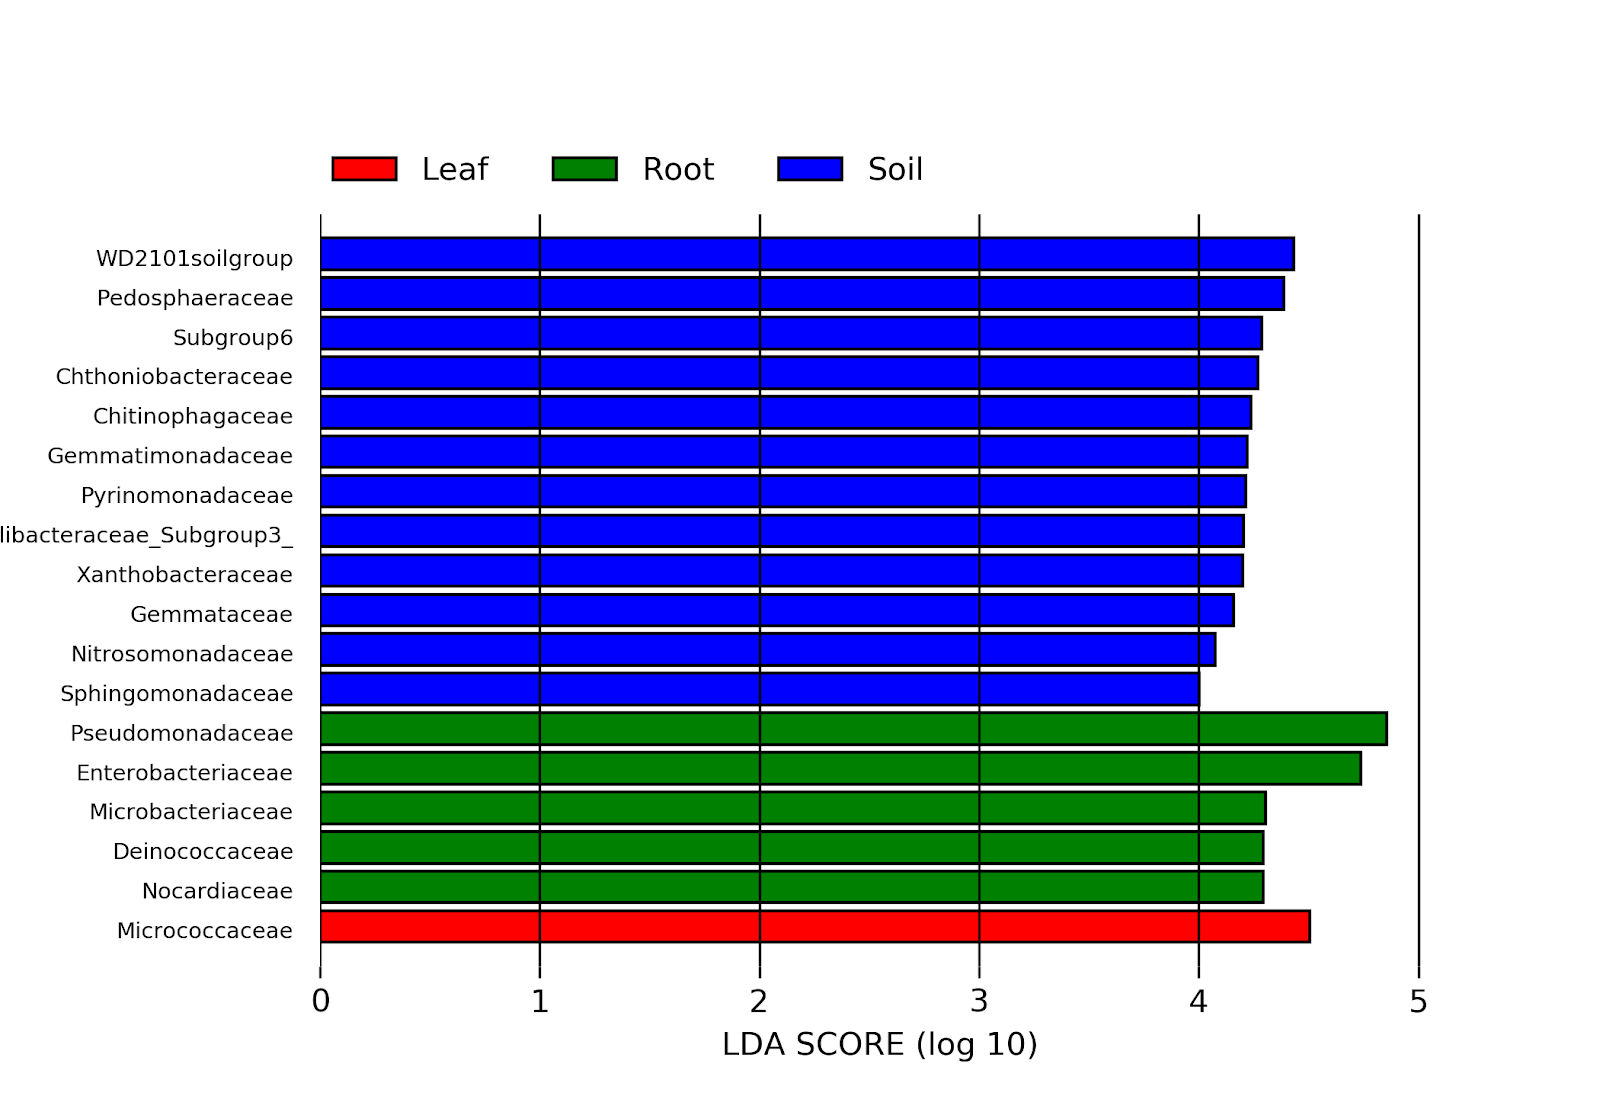 Leaf Root Soil
WD2101soilgroup
Pedosphaeraceae
Subgroup6
Chthoniobacteraceae
Chitinophagaceae
Gemmatimonadaceae
Pyrinomonadaceae
libacteraceae_Subgroup3_
Xanthobacteraceae
Gemmataceae
Nitrosomonadaceae
Sphingomonadaceae
Pseudomonadaceae
Enterobacteriaceae
Microbacteriaceae
Deinococcaceae
Nocardiaceae
Micrococcaceae
0 1 2 3 4 5
LDA SCORE (log 10)